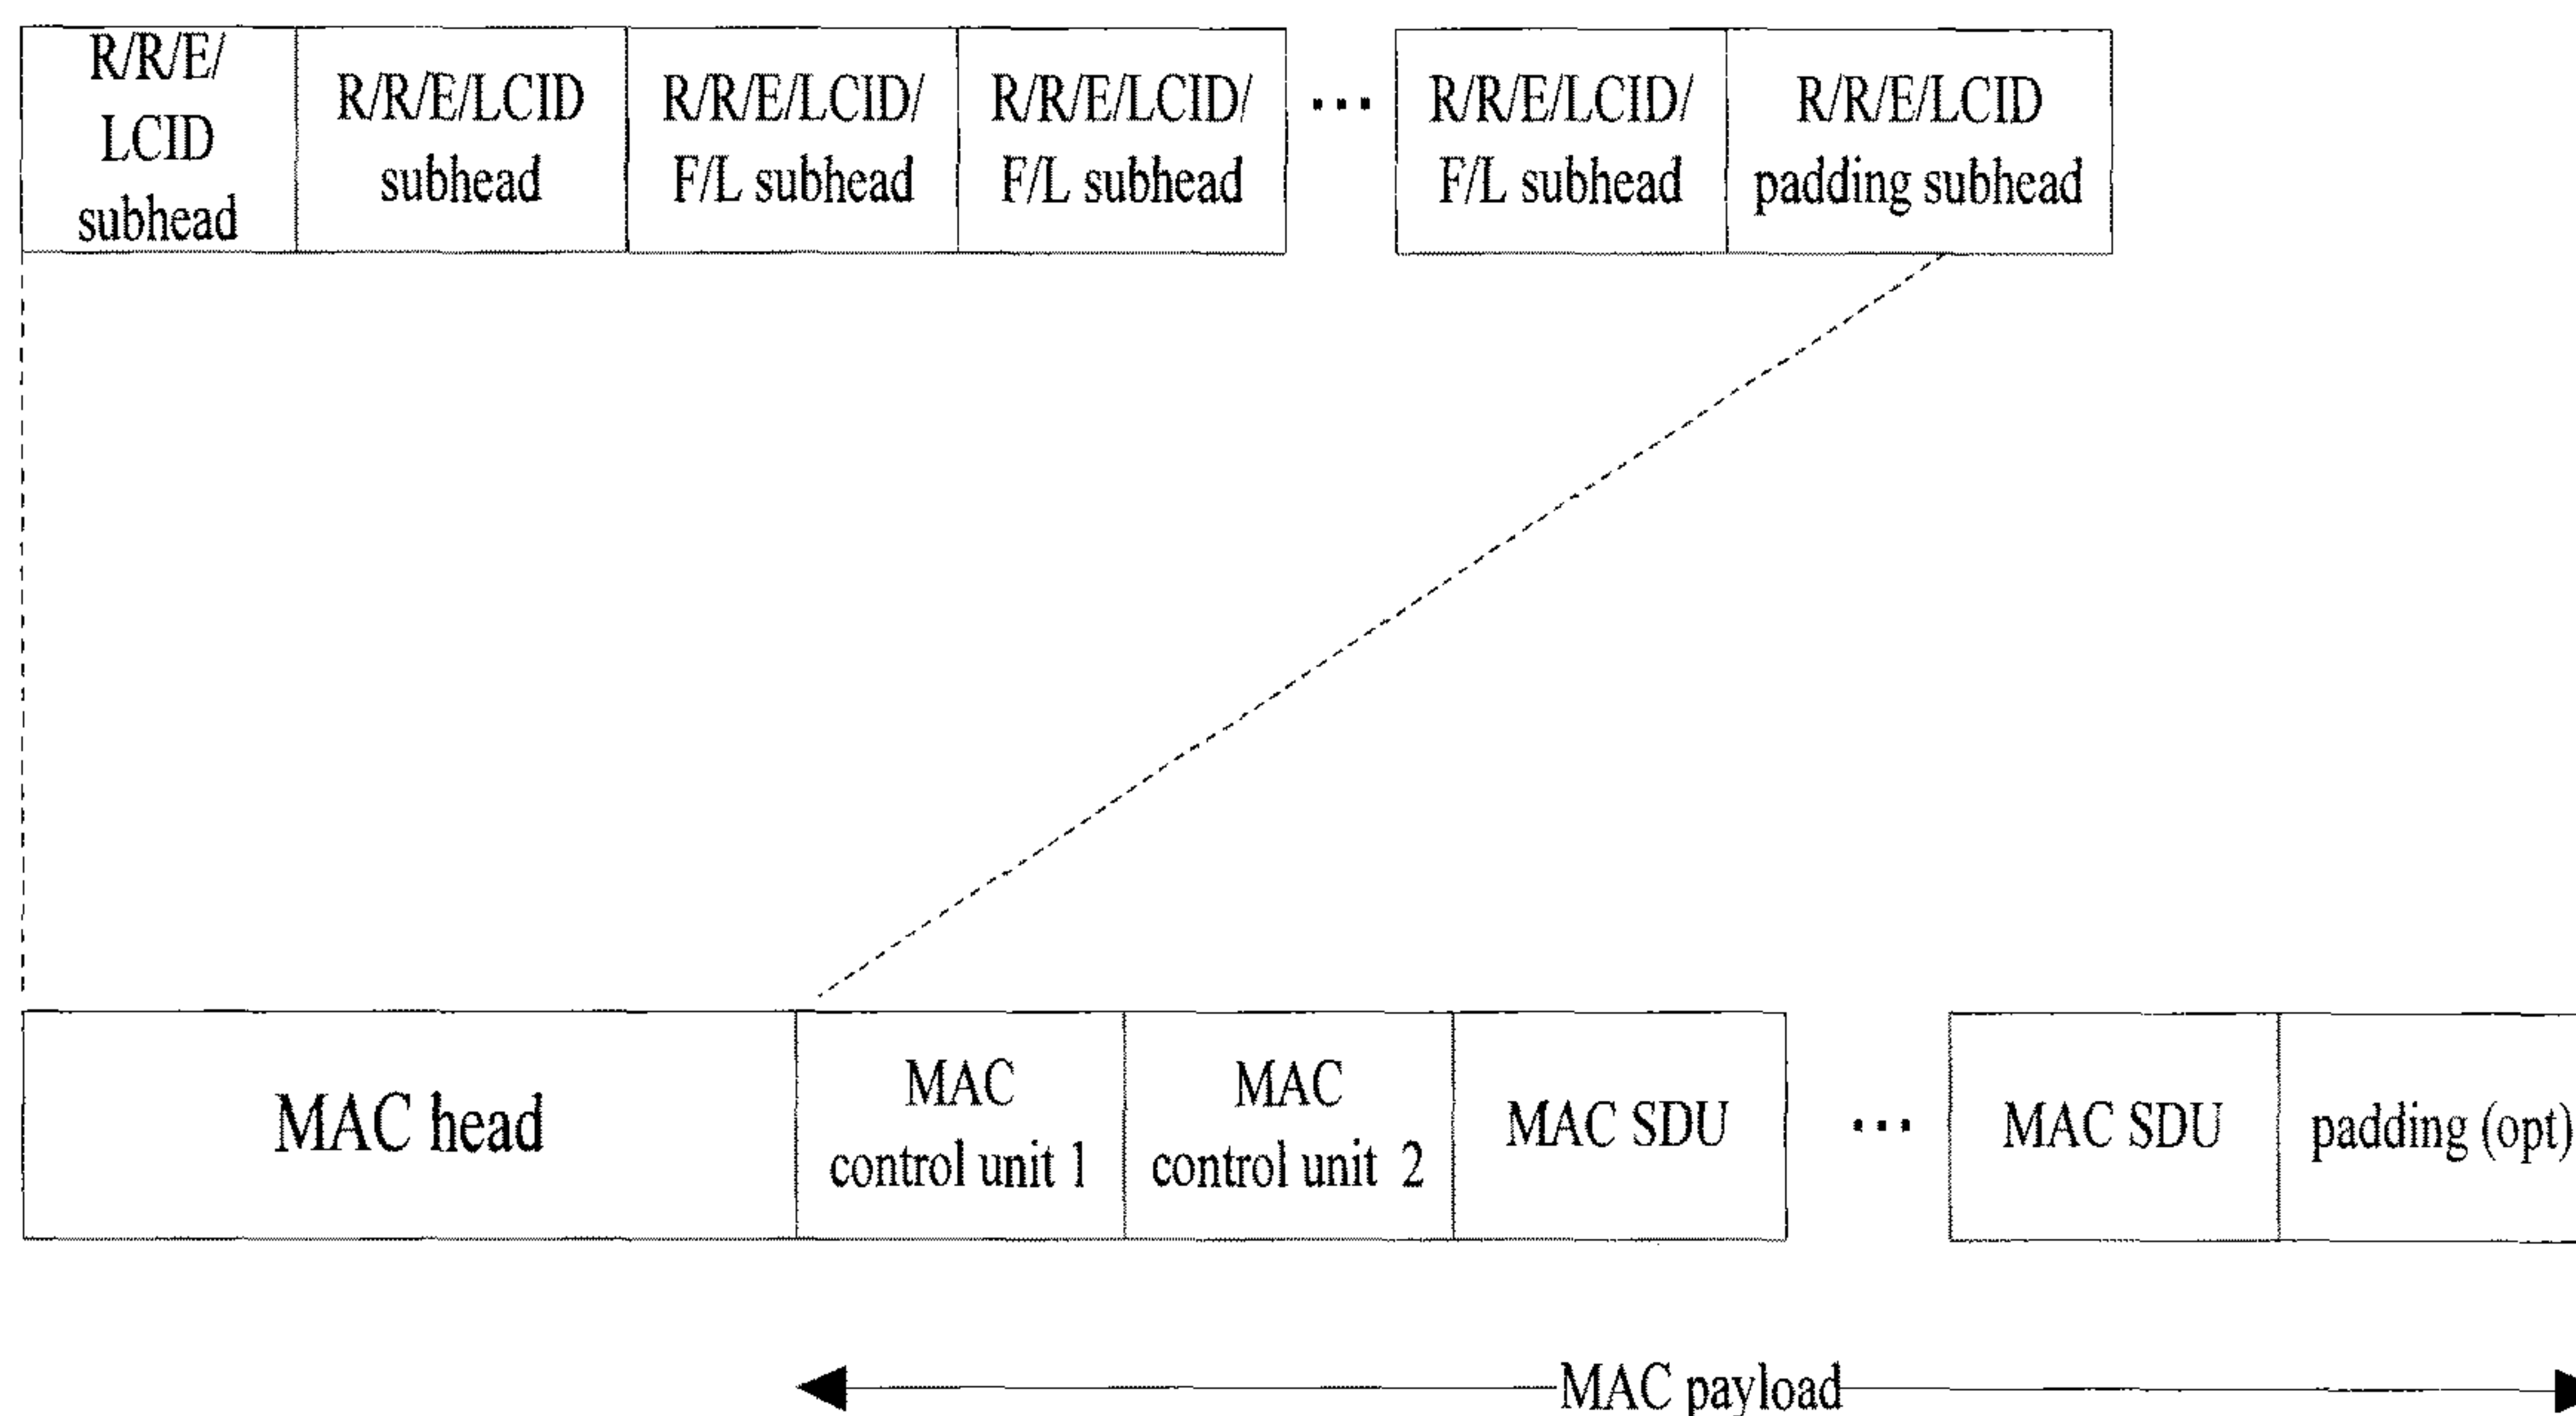 R/R/E/
LCID
subhead
R/R/E/LCID
subhead
R/R/E/LCID/
F/L subhead
R/R/E/LCID/
F/L subhead
...
R/R/E/LCID/
F/L subhead
R/R/E/LCID
padding subhead
MAC head
MAC
control unit 1
MAC
control unit 2
MAC SDU
...
MAC SDU
padding (opt)
MAC payload